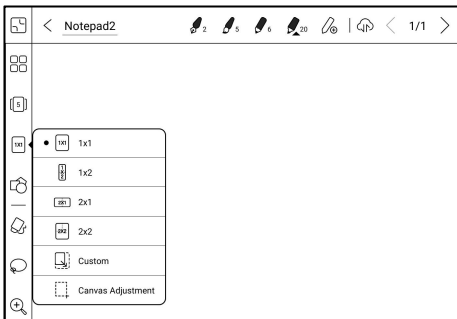 Notepad2 2 5 6 20 1/1
5
1X1
1X1 1x1
1X2 1x2
2X1 2x1
2X2 2x2
Custom
Canvas Adjustment